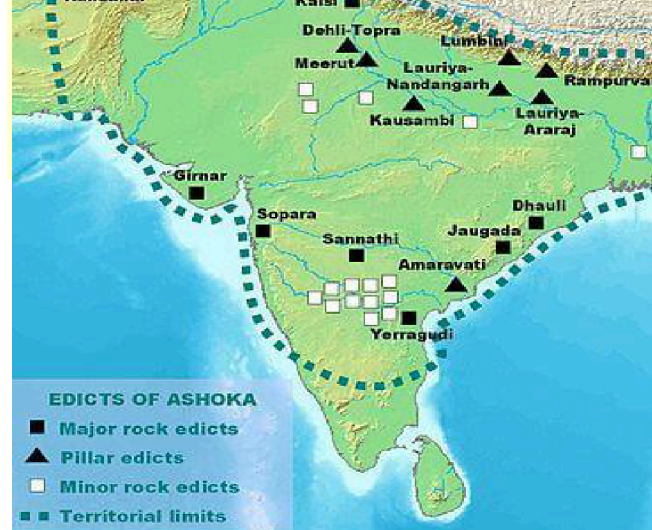 Kalsi
Dehli-Topra
Lumbini
Meerut
Lauriya-
Nandangarh
Rampurva
Kausambi
Lauriya-
Araraj
Girnar
Sopara
Dhauli
Sannathi
Jaugada
Amaravati
Yerragudi
EDICTS OF ASHOKA
Major rock edicts
Pillar edicts
Minor rock edicts
Territorial limits